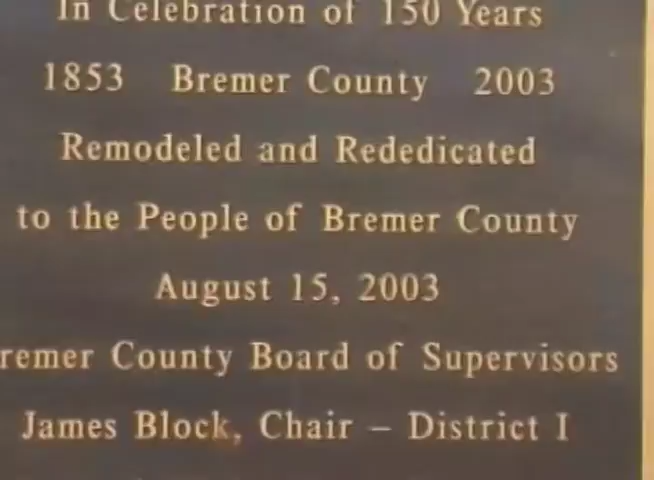 In Celebration of 150 Years
1853 Bremer County 2003
Remodeled and Rededicated
to the People of Bremer County
August 15, 2003
remer County Board of Supervisors
James Block, Chair – District I